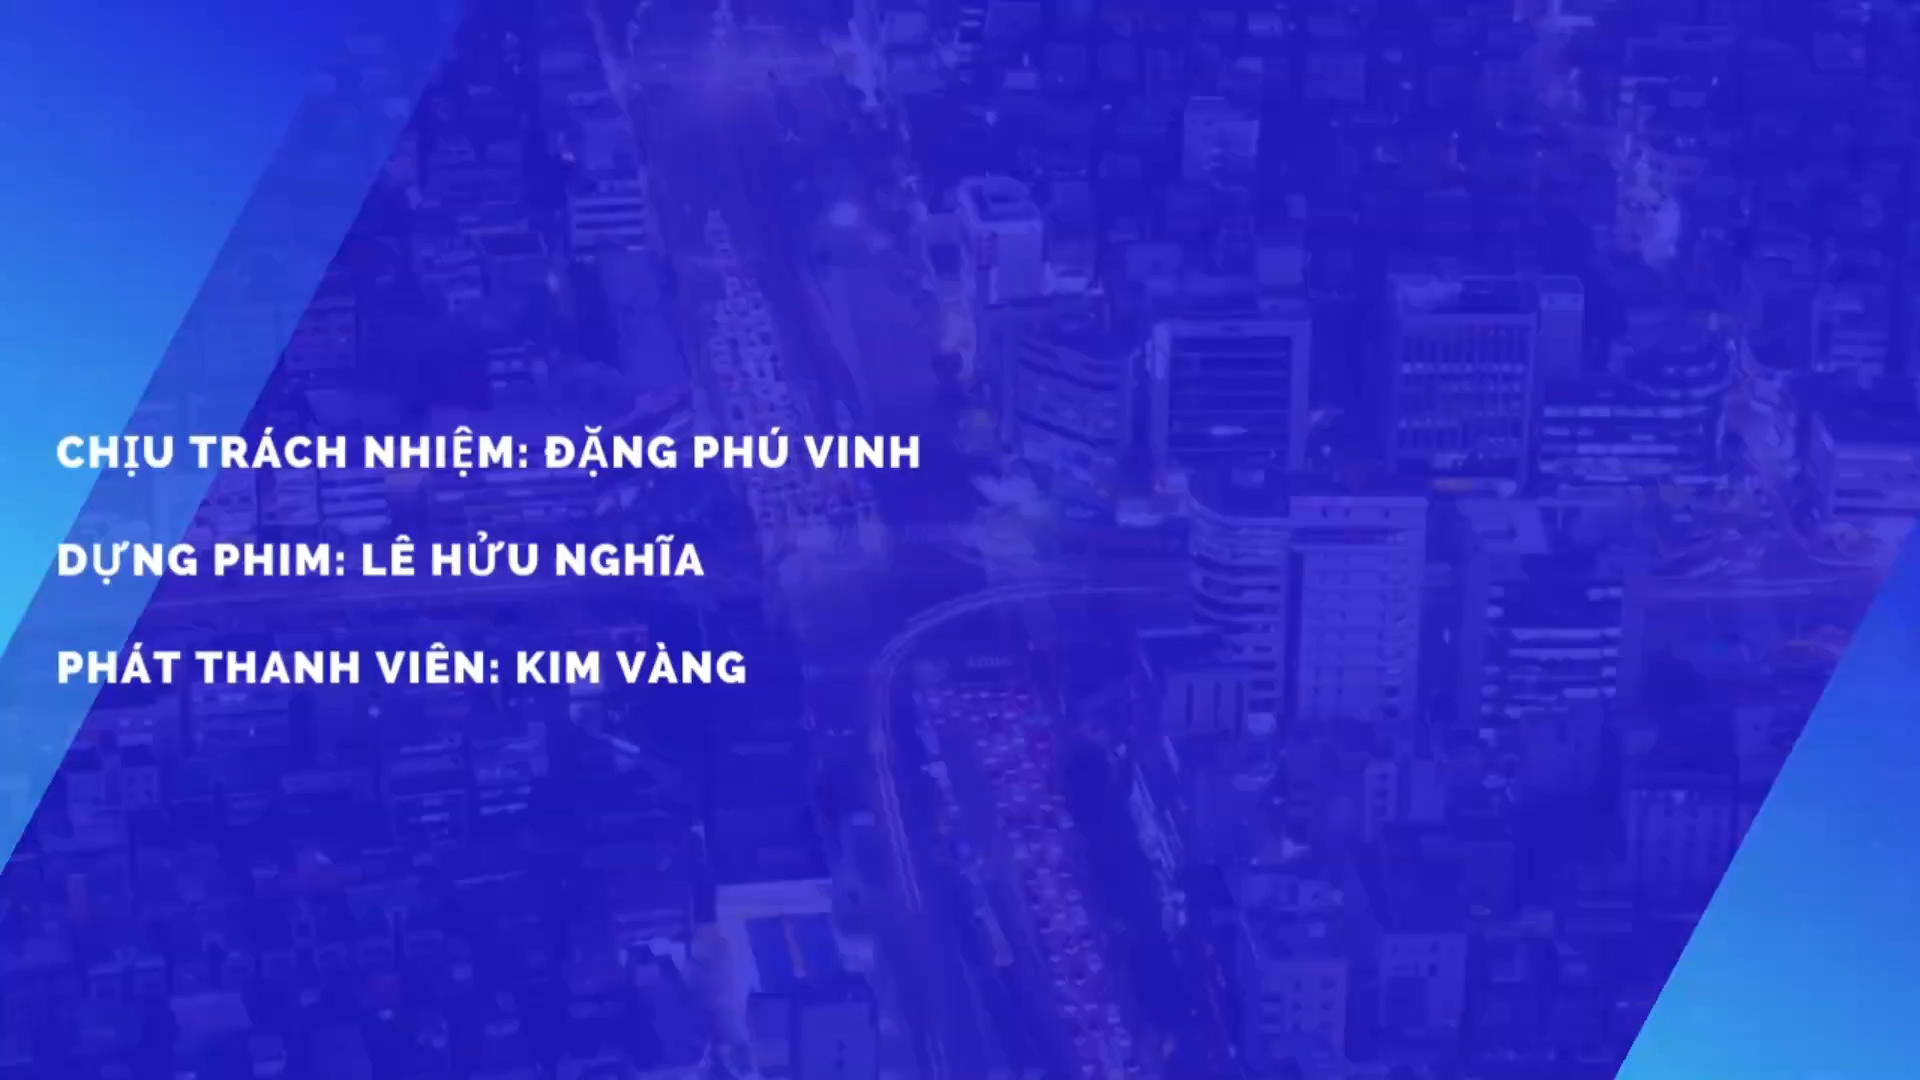 CHỊU TRÁCH NHIỆM: ĐẶNG PHÚ VINH
DỰNG PHIM: LÊ HỬU NGHĨA
PHÁT THANH VIÊN: KIM VÀNG